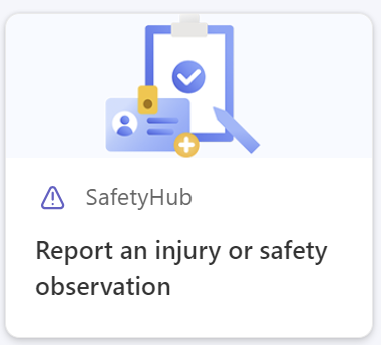 SafetyHub
Report an injury or safety
observation